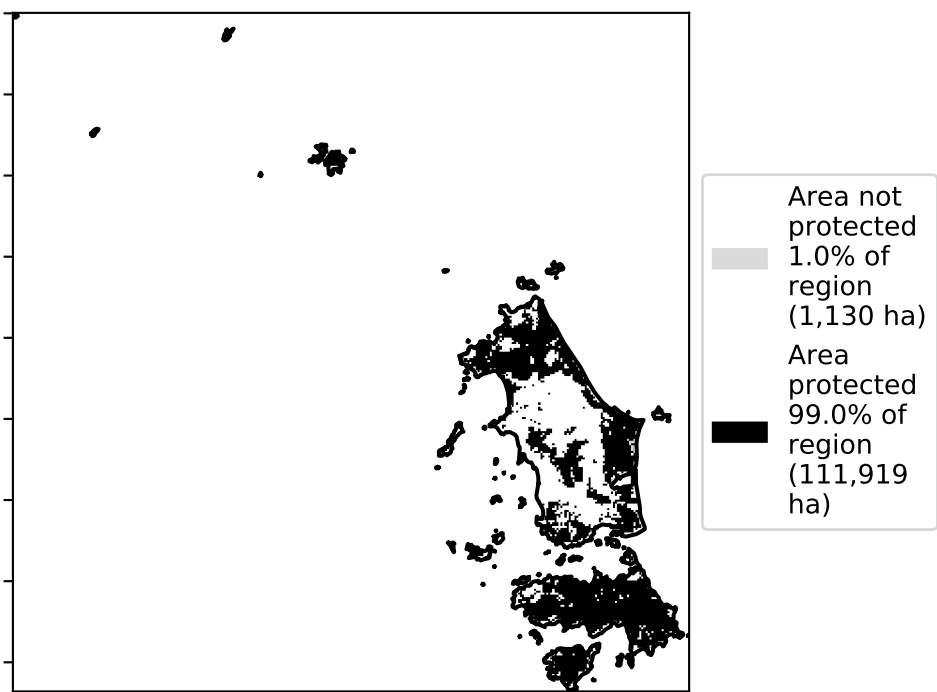 Area not
protected
1.0% of
region
(1,130 ha)
Area
protected
99.0% of
region
(111,919
ha)